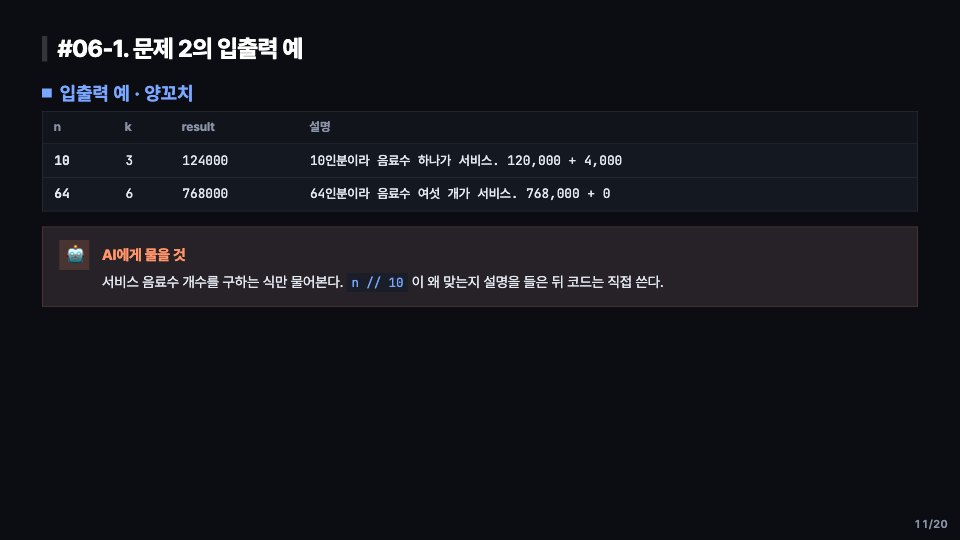 #06-1. 문제 2의 입출력 예
입출력 예 · 양꼬치
n k result 설명
10 3 124000 10인분이라 음료수 하나가 서비스. 120,000 + 4,000
64 6 768000 64인분이라 음료수 여섯 개가 서비스. 768,000 + 0
AI에게 물을 것
서비스 음료수 개수를 구하는 식만 물어본다. n // 10 이 왜 맞는지 설명을 들은 뒤 코드는 직접 쓴다.
11/20